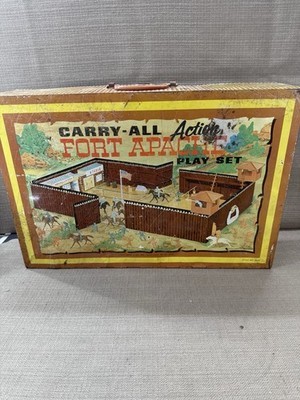 CARRY-ALL Action
FORT APACHE
PLAY SET